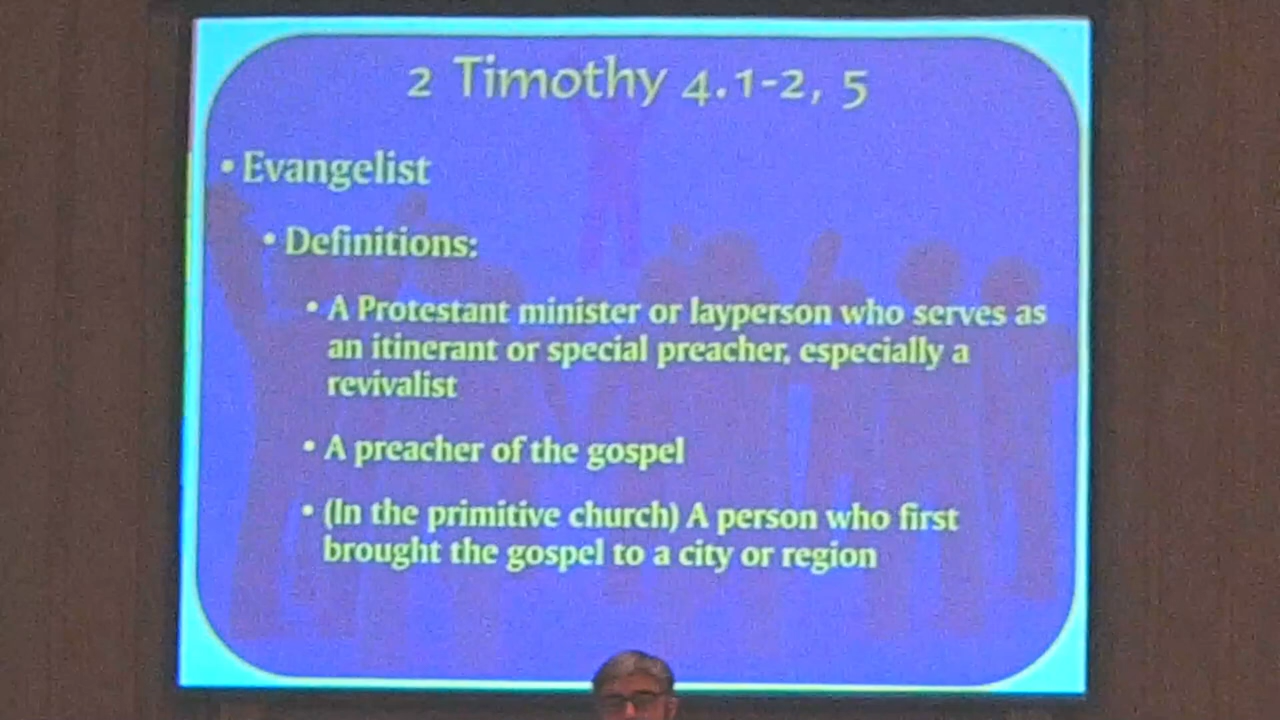 2 Timothy 4.1-2, 5
• Evangelist
• Definitions:
• A Protestant minister or layperson who serves as
an itinerant or special preacher, especially a
revivalist
• A preacher of the gospel
• (In the primitive church) A person who first
brought the gospel to a city or region